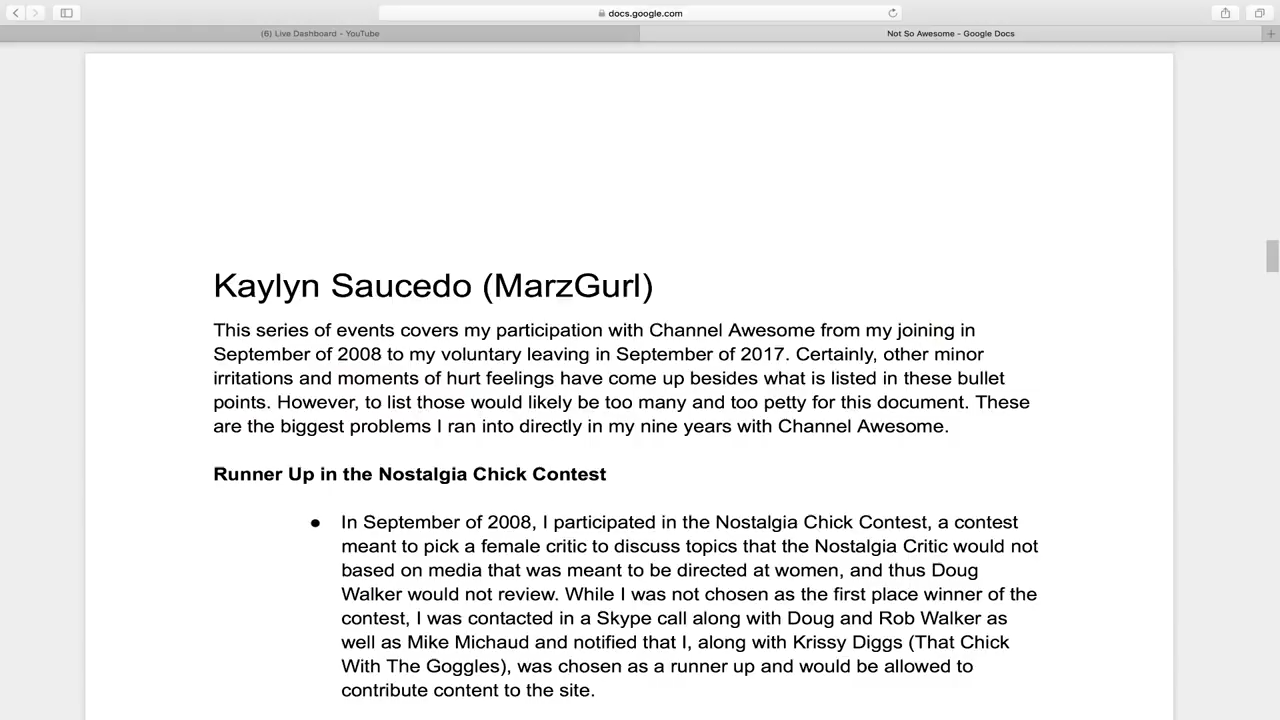 docs.google.com
(6) Live Dashboard - YouTube
Not So Awesome - Google Docs
Kaylyn Saucedo (MarzGurl)
This series of events covers my participation with Channel Awesome from my joining in
September of 2008 to my voluntary leaving in September of 2017. Certainly, other minor
irritations and moments of hurt feelings have come up besides what is listed in these bullet
points. However, to list those would likely be too many and too petty for this document. These
are the biggest problems I ran into directly in my nine years with Channel Awesome.
Runner Up in the Nostalgia Chick Contest
● In September of 2008, I participated in the Nostalgia Chick Contest, a contest
meant to pick a female critic to discuss topics that the Nostalgia Critic would not
based on media that was meant to be directed at women, and thus Doug
Walker would not review. While I was not chosen as the first place winner of the
contest, I was contacted in a Skype call along with Doug and Rob Walker as
well as Mike Michaud and notified that I, along with Krissy Diggs (That Chick
With The Goggles), was chosen as a runner up and would be allowed to
contribute content to the site.